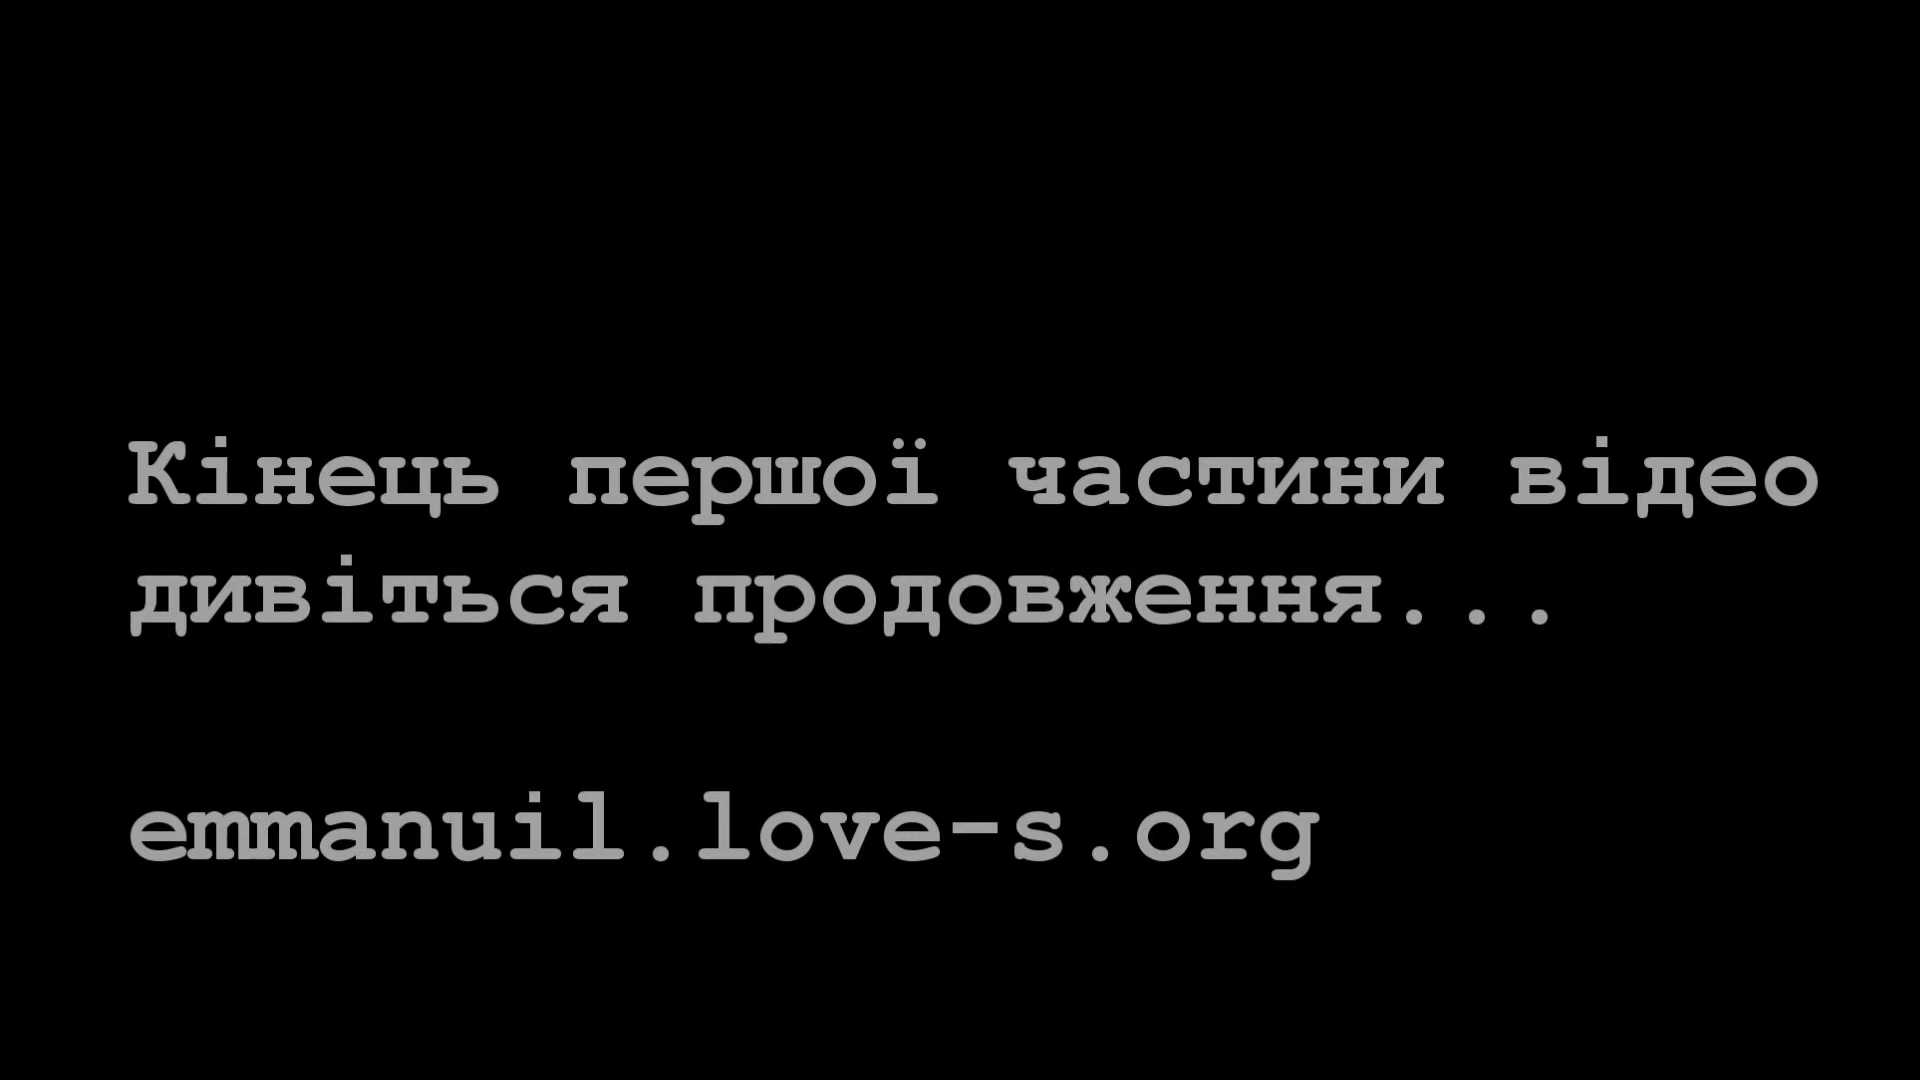 Кінець першої частини відео
дивіться продовження...
emmanuil.love-s.org